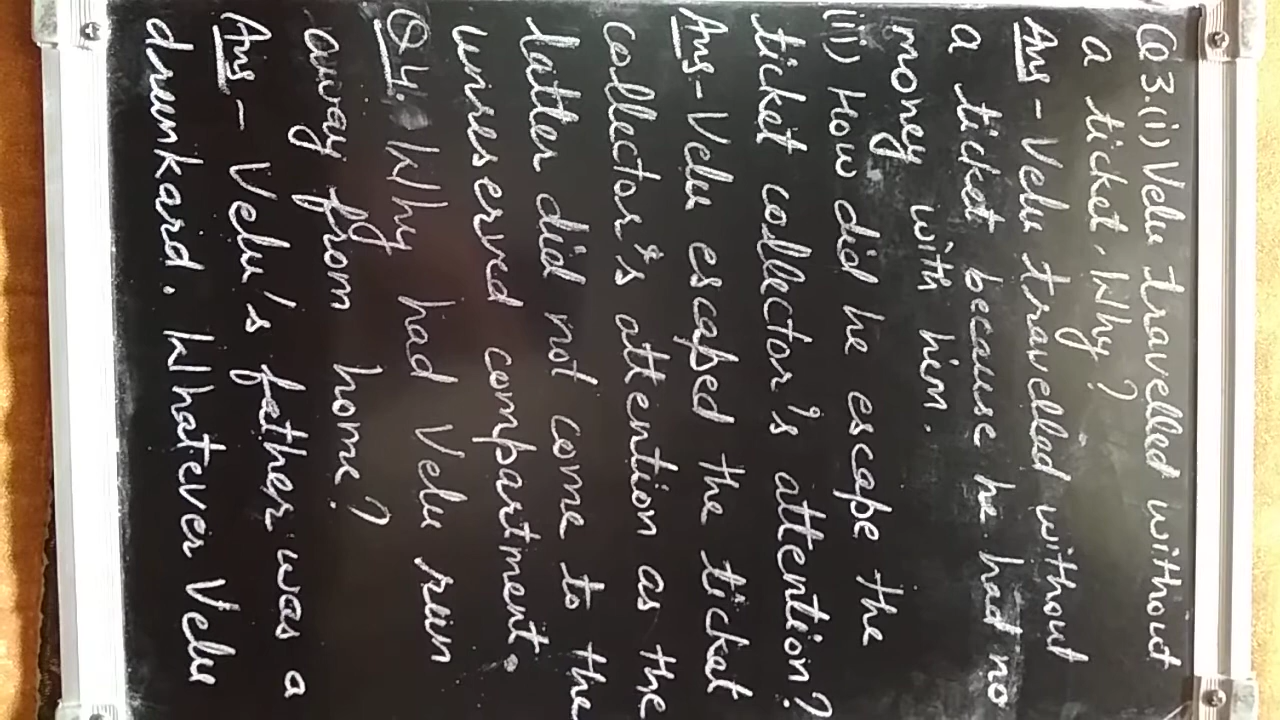 Q3.(i) Velu travelled without
a ticket. Why?
Ans - Velu travelled without
a ticket because he had no
money with him.
(ii) How did he escape the
ticket collector's attention?
Ans - Velu escaped the ticket
collector's attention as the
latter did not come to the
unreserved compartment.
Q4. Why had Velu run
away from home?
Ans - Velu's father was a
drunkard. Whatever Velu